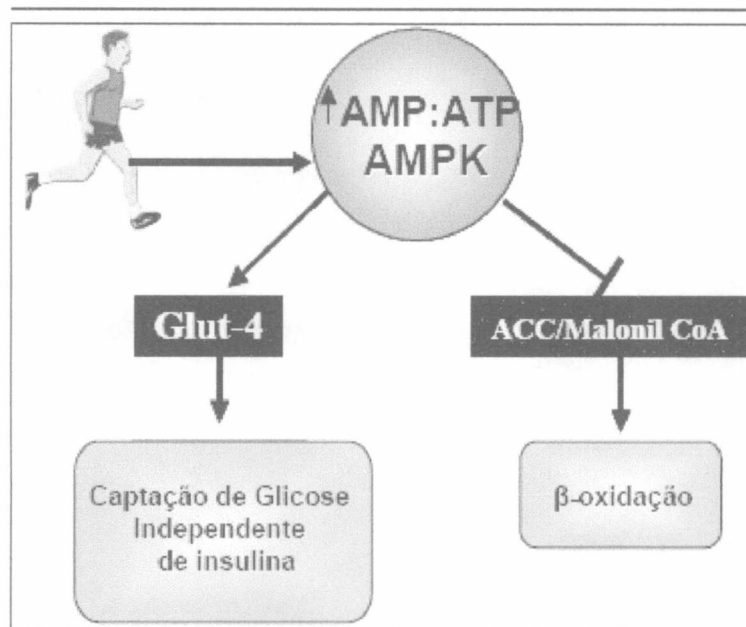 ↑AMP:ATP
AMPK
Glut-4
ACC/Malonil CoA
Captação de Glicose
Independente
de insulina
β-oxidação